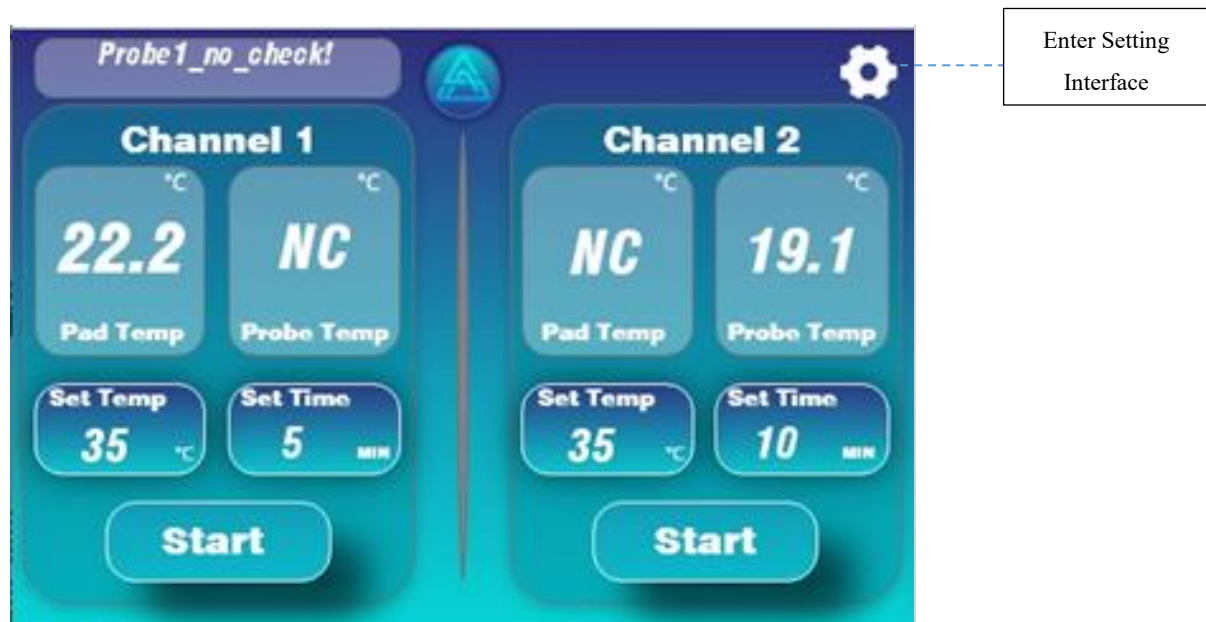 Probe1_no_check!
Enter Setting
Interface
Channel 1
°C
22.2
Pad Temp
°C
NC
Probe Temp
Set Temp
35 °C
Set Time
5 MIN
Start
Channel 2
°C
NC
Pad Temp
°C
19.1
Probe Temp
Set Temp
35 °C
Set Time
10 MIN
Start